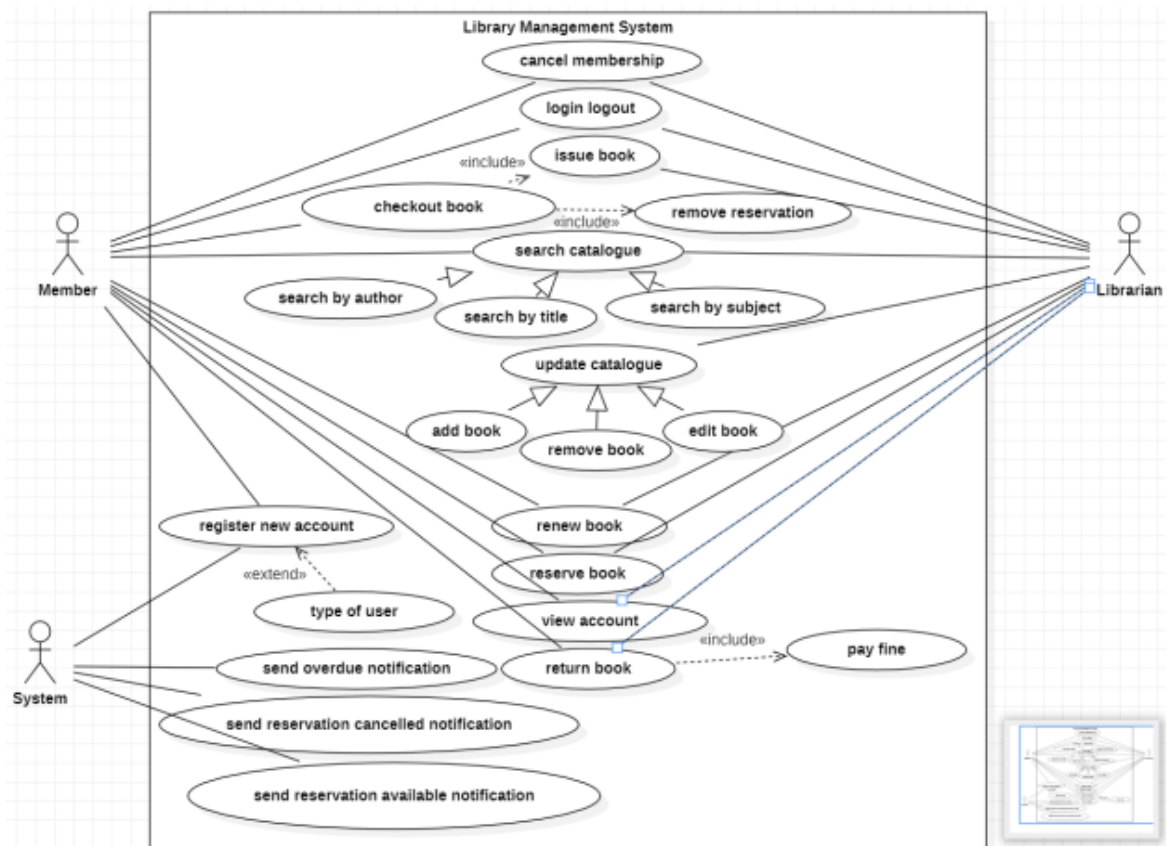 Library Management System
cancel membership
login logout
issue book
«include»
checkout book
remove reservation
«include»
search catalogue
Member
Librarian
search by author
search by title
search by subject
update catalogue
add book
remove book
edit book
register new account
renew book
«extend»
reserve book
type of user
view account
«include»
pay fine
System
send overdue notification
return book
send reservation cancelled notification
send reservation available notification